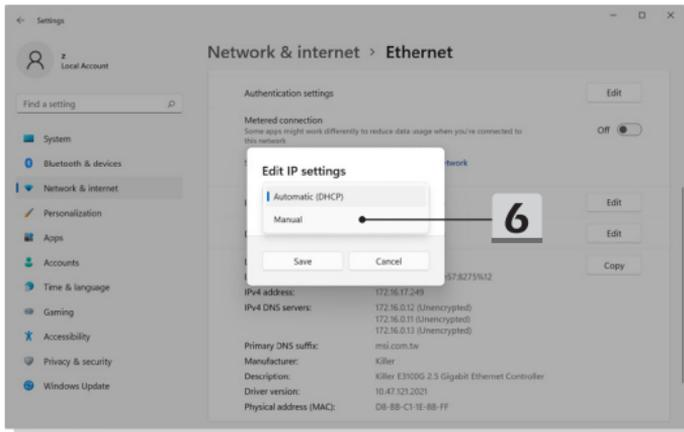 Settings
z
Local Account
Find a setting
System
Bluetooth & devices
Network & internet
Personalization
Apps
Accounts
Time & language
Gaming
Accessibility
Privacy & security
Windows Update
Network & internet > Ethernet
Authentication settings
Edit
Metered connection
Some apps might work differently to reduce data usage when you're connected to
this network
Off
twork
Edit IP settings
Automatic (DHCP)
Manual
6
Save
Cancel
Edit
Edit
Copy
57:8275%12
IPv4 address: 172.16.17.249
IPv4 DNS servers: 172.16.0.12 (Unencrypted)
172.16.0.11 (Unencrypted)
172.16.0.13 (Unencrypted)
Primary DNS suffix: msi.com.tw
Manufacturer: Killer
Description: Killer E3100G 2.5 Gigabit Ethernet Controller
Driver version: 10.47.121.2021
Physical address (MAC): D8-BB-C1-1E-8B-FF